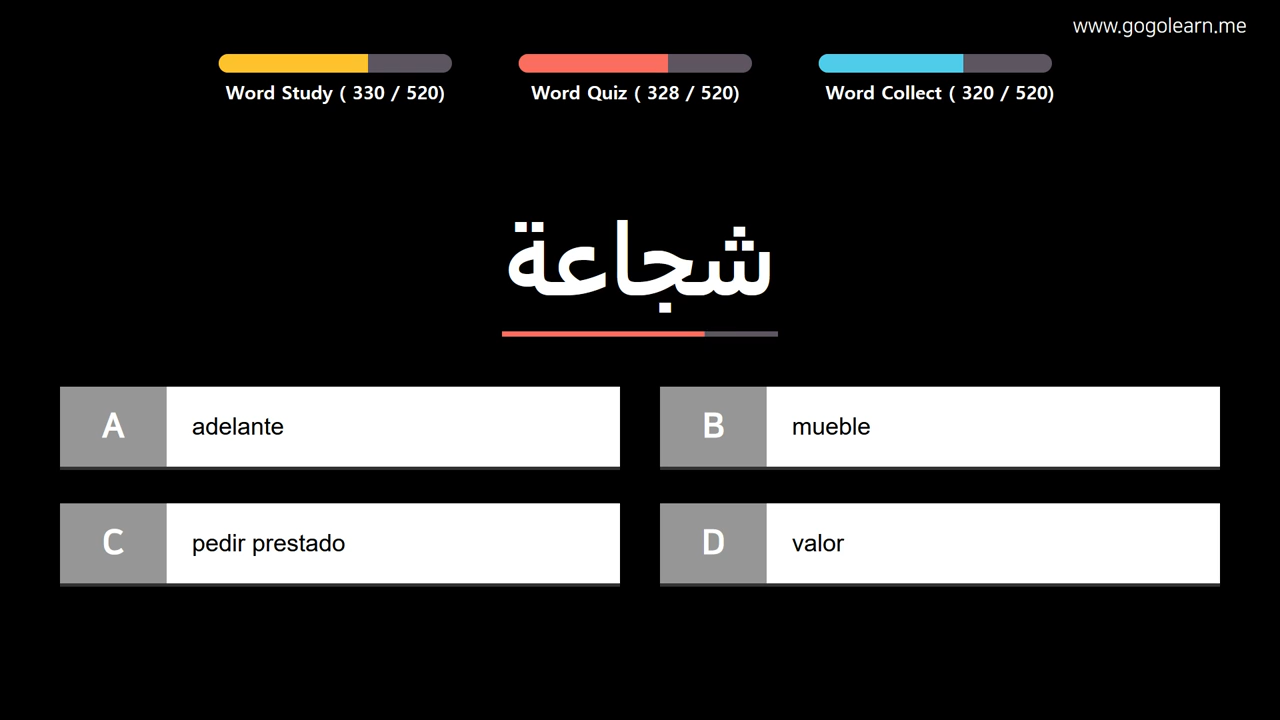 www.gogolearn.me
Word Study ( 330 / 520)
Word Quiz ( 328 / 520)
Word Collect ( 320 / 520)
شجاعة
A adelante
B mueble
C pedir prestado
D valor